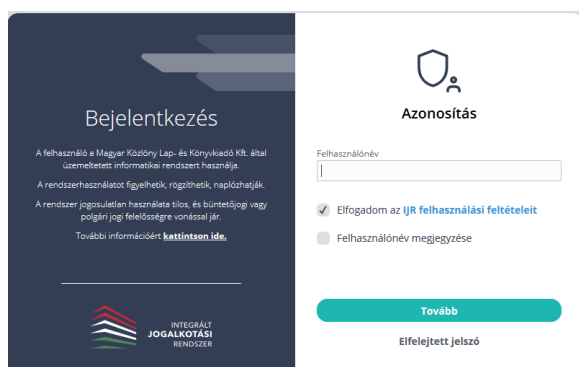 Bejelentkezés
A felhasználó a Magyar Közlöny Lap- és Könyvkiadó Kft. által
üzemeltetett informatikai rendszert használja.
A rendszerhasználatot figyelhetik, rögzíthetik, naplózhatják.
A rendszer jogosulatlan használata tilos, és büntetőjogi vagy
polgári jogi felelősségre vonással jár.
További információért kattintson ide.
INTEGRÁLT
JOGALKOTÁSI
RENDSZER
Azonosítás
Felhasználónév
Elfogadom az IJR felhasználási feltételeit
Felhasználónév megjegyzése
Tovább
Elfelejtett jelszó